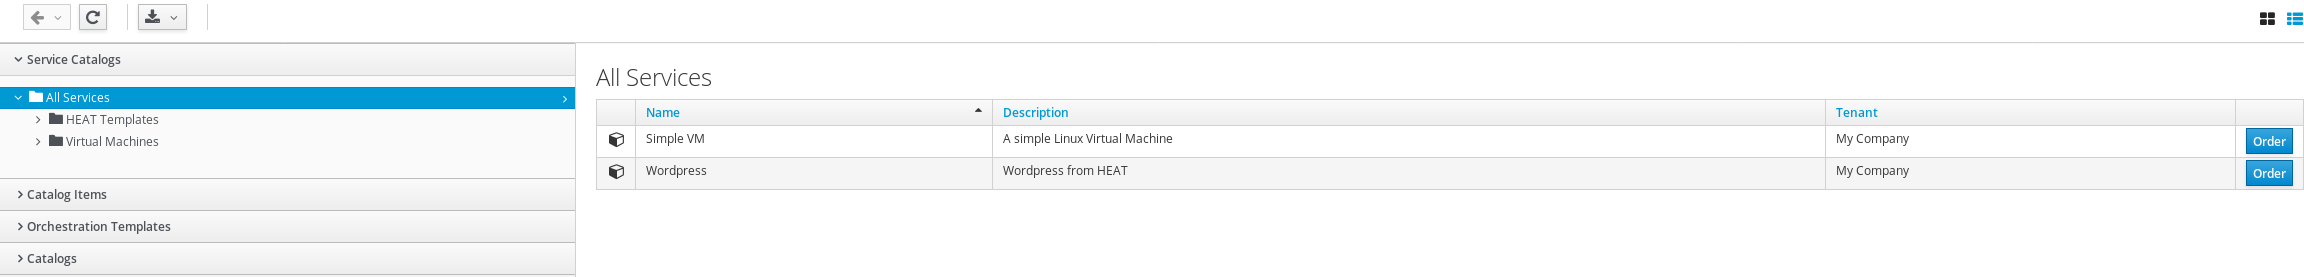 Service Catalogs
All Services
HEAT Templates
Virtual Machines
Catalog Items
Orchestration Templates
Catalogs
All Services
Name Description Tenant
Simple VM A simple Linux Virtual Machine My Company Order
Wordpress Wordpress from HEAT My Company Order